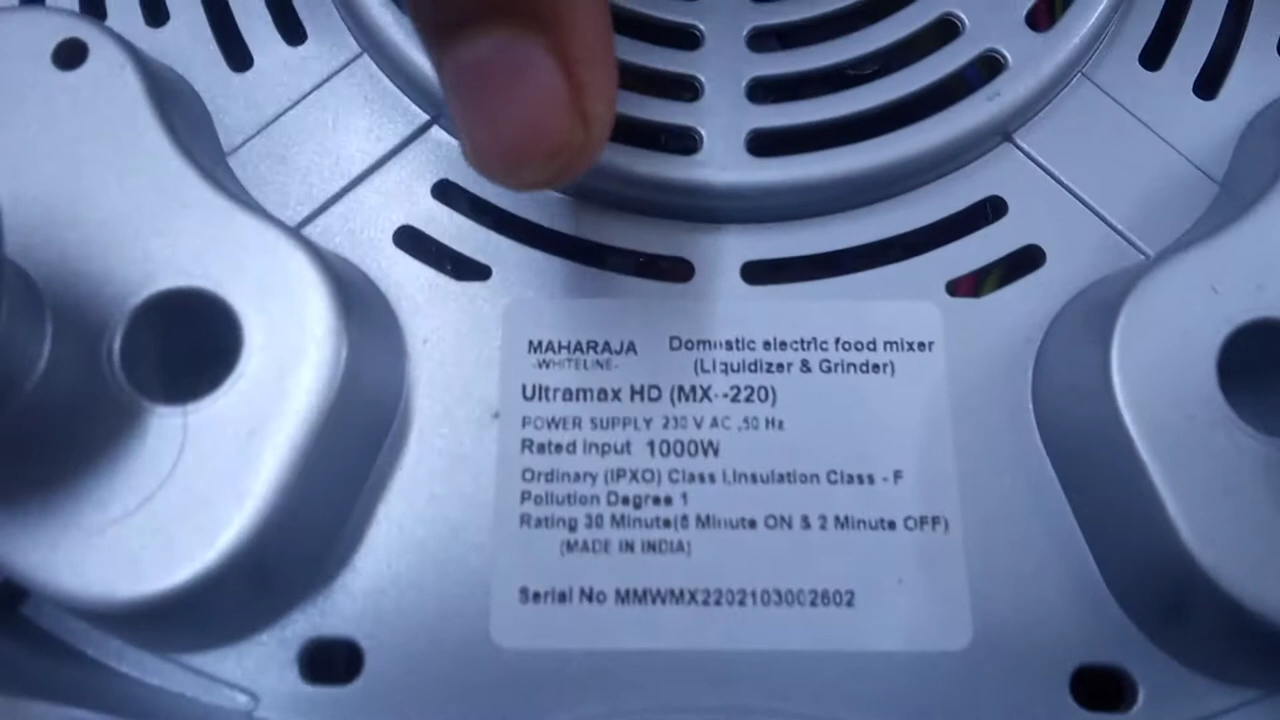 MAHARAJA
-WHITELINE-
Domestic electric food mixer
(Liquidizer & Grinder)
Ultramax HD (MX--220)
POWER SUPPLY 230 V AC ,50 Hz
Rated Input 1000W
Ordinary (IPXO) Class I,Insulation Class - F
Pollution Degree 1
Rating 30 Minute( Minute ON & 2 Minute OFF)
(MADE IN INDIA)
Serial No MMWMX2202103002602